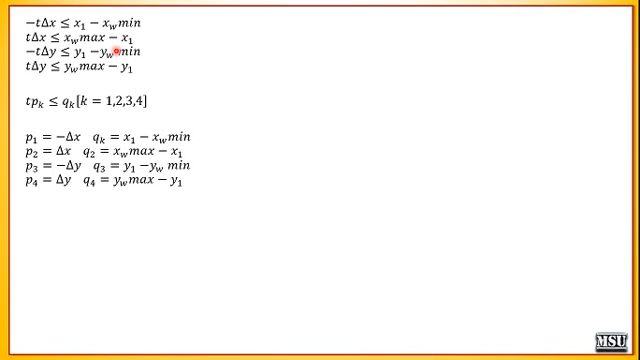 −tΔx ≤ x₁ − x_w min
tΔx ≤ x_w max − x₁
−tΔy ≤ y₁ −y_w min
tΔy ≤ y_w max − y₁
tp_k ≤ q_k[k = 1,2,3,4]
p₁ = −Δx q_k = x₁ − x_w min
p₂ = Δx q₂ = x_w max − x₁
p₃ = −Δy q₃ = y₁ −y_w min
p₄ = Δy q₄ = y_w max − y₁
MSU